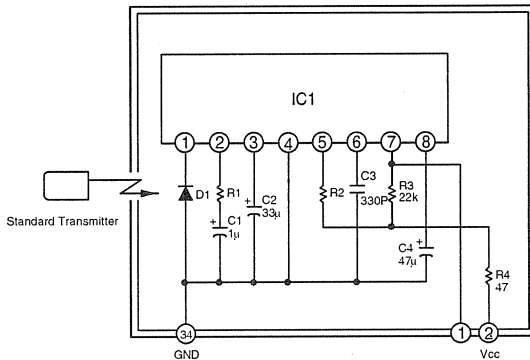 IC1
1 2 3 4 5 6 7 8
D1
R1
C1
1μ
C2
33μ
R2
C3
330P
R3
22k
C4
47μ
R4
47
Standard Transmitter
34
GND
1
2
Vcc
+
+
+